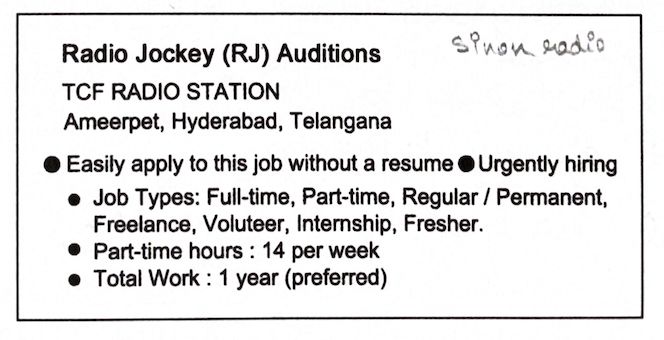 Radio Jockey (RJ) Auditions
sinon radio
TCF RADIO STATION
Ameerpet, Hyderabad, Telangana
● Easily apply to this job without a resume ● Urgently hiring
● Job Types: Full-time, Part-time, Regular / Permanent,
Freelance, Voluteer, Internship, Fresher.
● Part-time hours : 14 per week
● Total Work : 1 year (preferred)